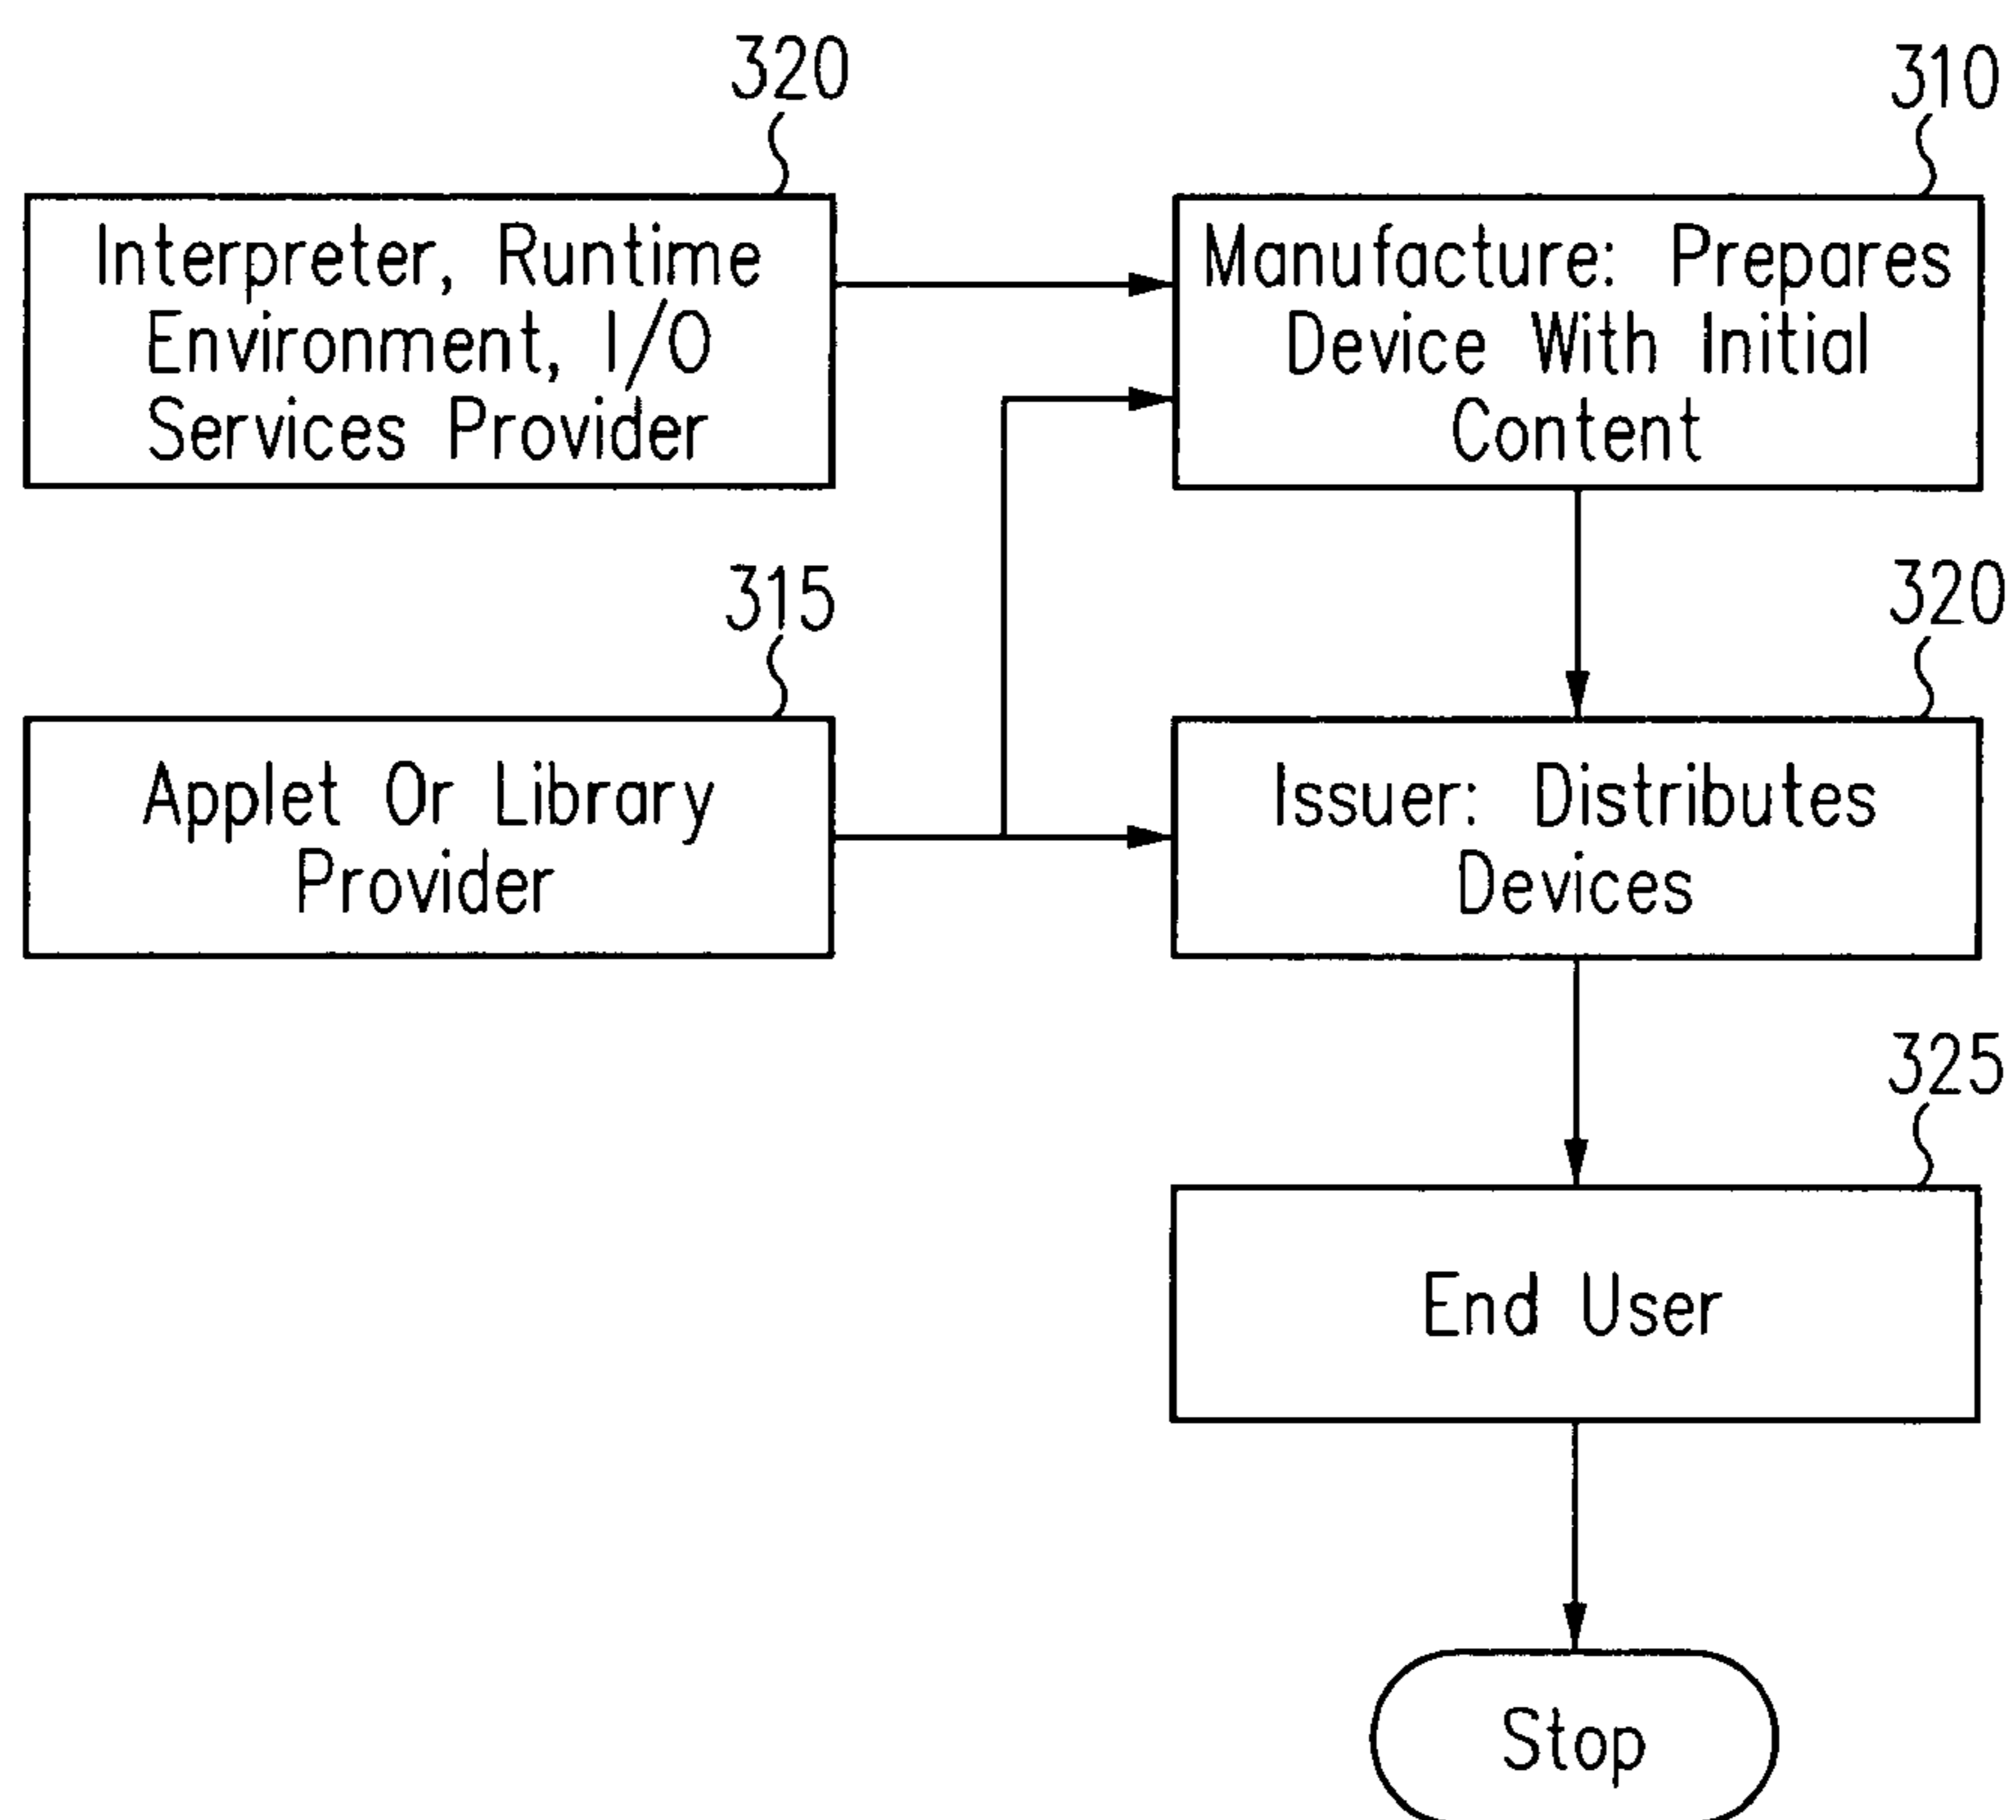 320
Interpreter, Runtime
Environment, I/O
Services Provider
310
Manufacture: Prepares
Device With Initial
Content
315
Applet Or Library
Provider
320
Issuer: Distributes
Devices
325
End User
Stop